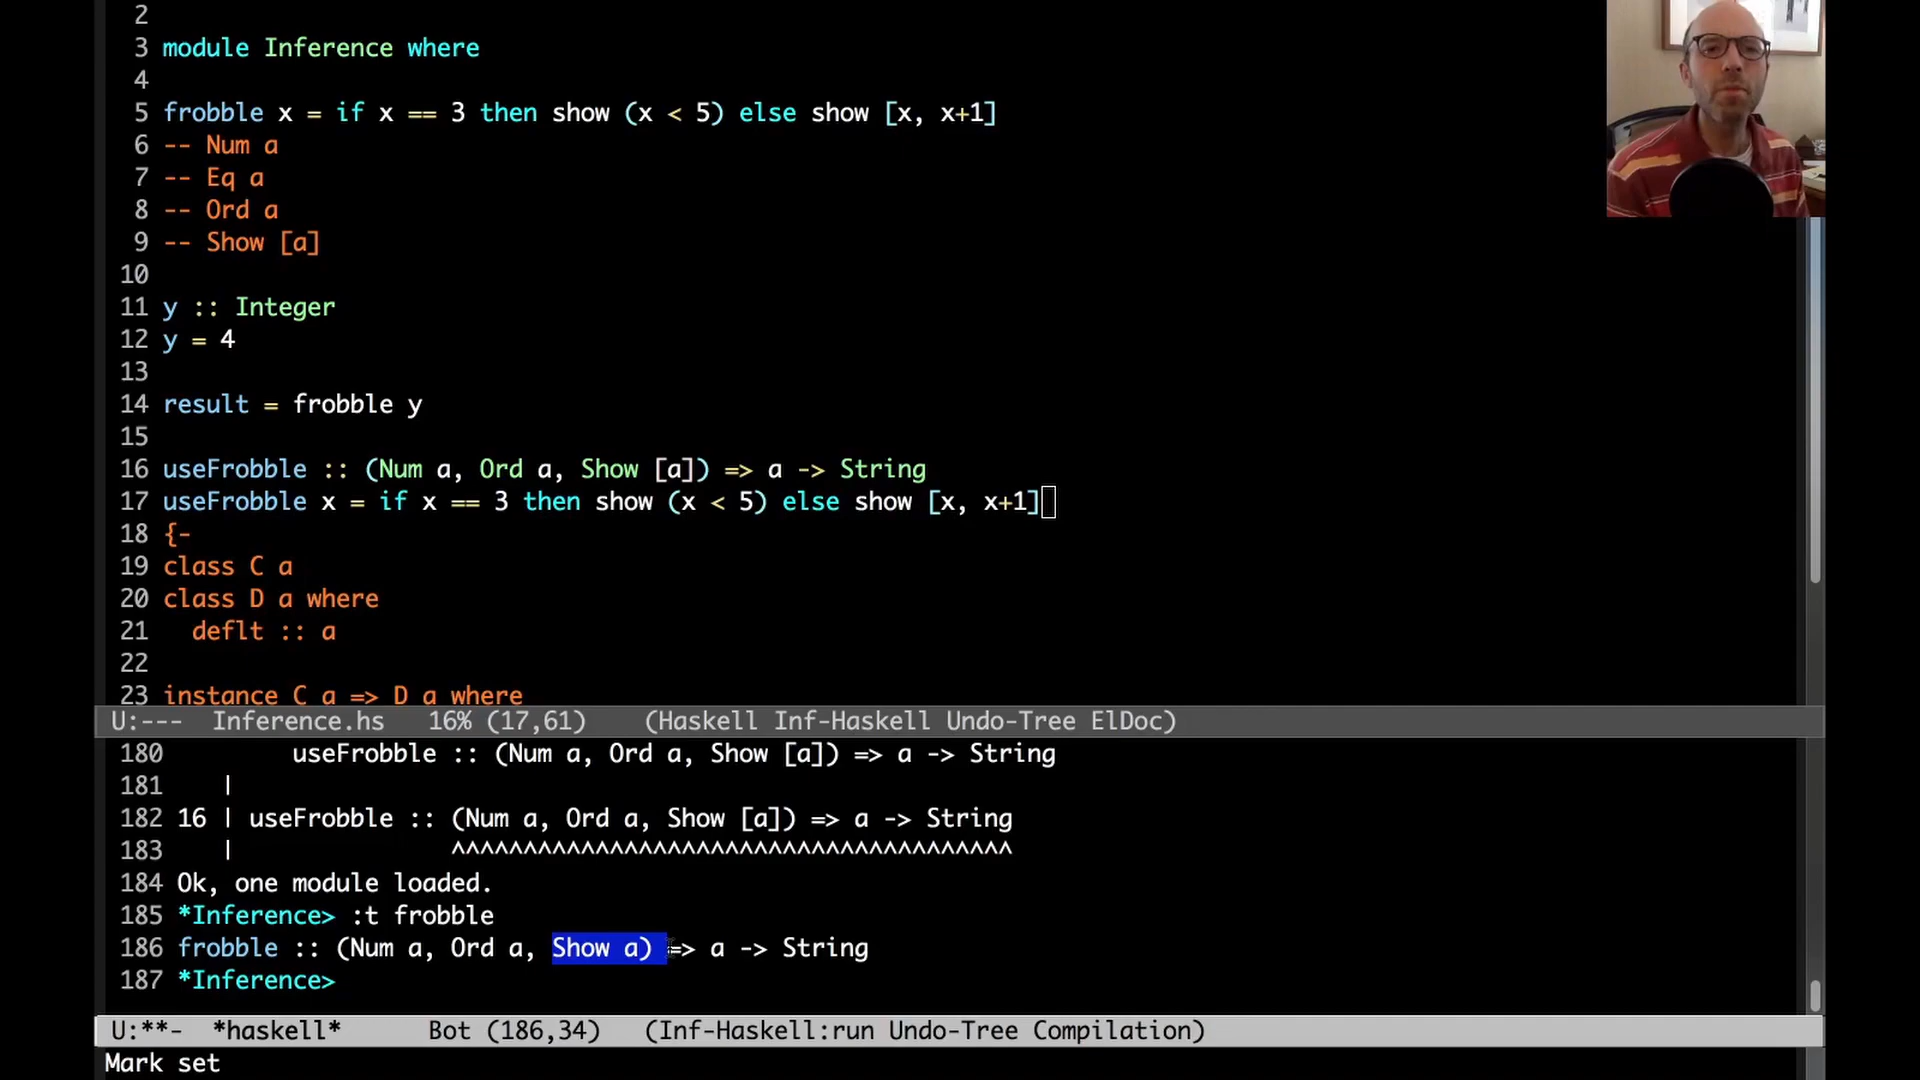 2
3 module Inference where
4
5 frobble x = if x == 3 then show (x < 5) else show [x, x+1]
6 -- Num a
7 -- Eq a
8 -- Ord a
9 -- Show [a]
10
11 y :: Integer
12 y = 4
13
14 result = frobble y
15
16 useFrobble :: (Num a, Ord a, Show [a]) => a -> String
17 useFrobble x = if x == 3 then show (x < 5) else show [x, x+1]
18 {-
19 class C a
20 class D a where
21   deflt :: a
22
23 instance C a => D a where
U:---  Inference.hs   16% (17,61)    (Haskell Inf-Haskell Undo-Tree ElDoc)
180         useFrobble :: (Num a, Ord a, Show [a]) => a -> String
181    |
182 16 | useFrobble :: (Num a, Ord a, Show [a]) => a -> String
183    |               ^^^^^^^^^^^^^^^^^^^^^^^^^^^^^^^^^^^^^^^
184 Ok, one module loaded.
185 *Inference> :t frobble
186 frobble :: (Num a, Ord a, Show a) => a -> String
187 *Inference>
U:**-  *haskell*      Bot (186,34)   (Inf-Haskell:run Undo-Tree Compilation)
Mark set